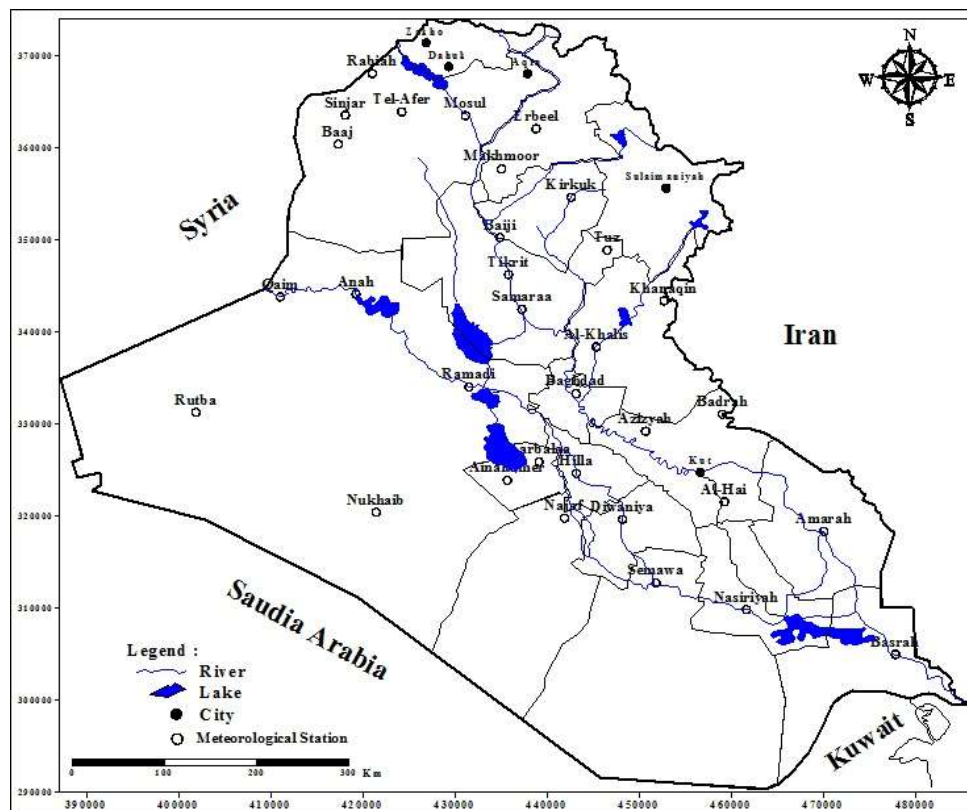 N
W E
S
370000
360000
350000
340000
330000
320000
310000
300000
290000
Zakho
Dahuk
Aqra
Rabiah
Sinjar
Tel-Afer
Mosul
Erbeel
Baaj
Makhmoor
Kirkuk
Sulaimaniyah
Syria
Baiji
Tuz
Tikrit
Qaim
Anah
Samaraa
Khanaqin
Al-Khalis
Iran
Ramadi
Baghdad
Rutba
Badrah
Azizyah
Karbalaa
Hilla
Kut
Nukhaib
Najaf
Diwaniya
Al-Hai
Amarah
Semawa
Nasiriyah
Saudia Arabia
Basrah
Kuwait
Legend :
River
Lake
City
Meteorological Station
0 100 200 300 Km
390000 400000 410000 420000 430000 440000 450000 460000 470000 480000